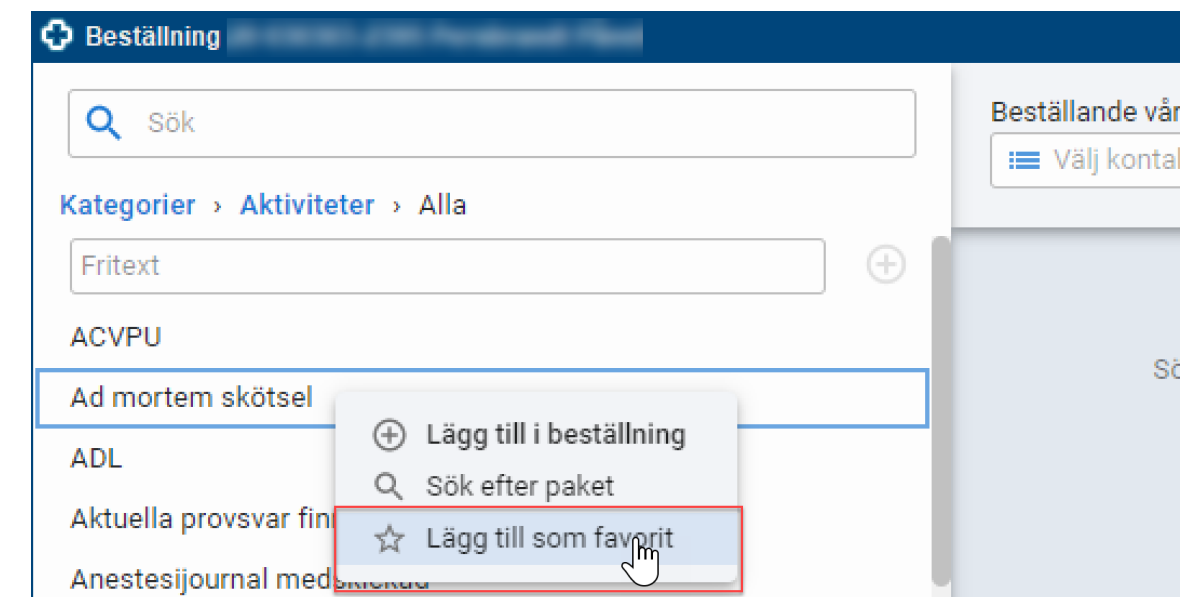 Beställning
Sök
Beställande vår
Välj kontal
Kategorier › Aktiviteter › Alla
Fritext
ACVPU
Sö
Ad mortem skötsel
Lägg till i beställning
ADL
Sök efter paket
Aktuella provsvar fin
Lägg till som favorit
Anestesijournal medskickad